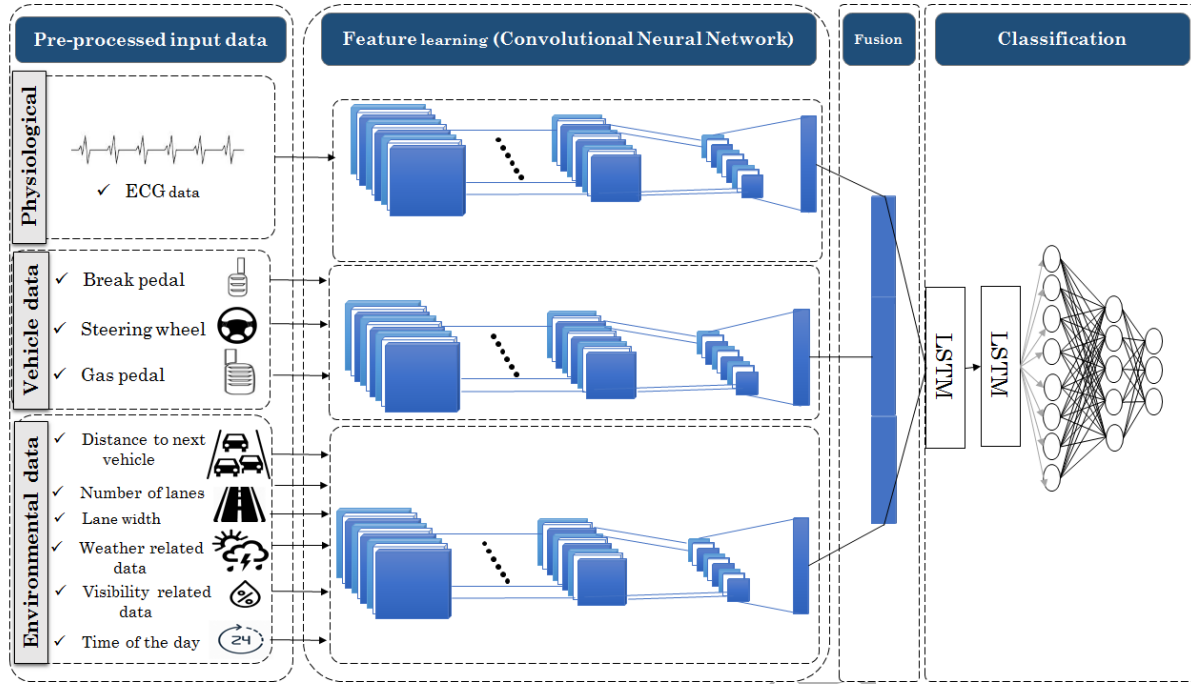 Pre-processed input data
Feature learning (Convolutional Neural Network)
Fusion
Classification
Physiological
ECG data
Vehicle data
Break pedal
Steering wheel
Gas pedal
Environmental data
Distance to next
vehicle
Number of lanes
Lane width
Weather related
data
Visibility related
data
%
Time of the day
24
LSTM
LSTM